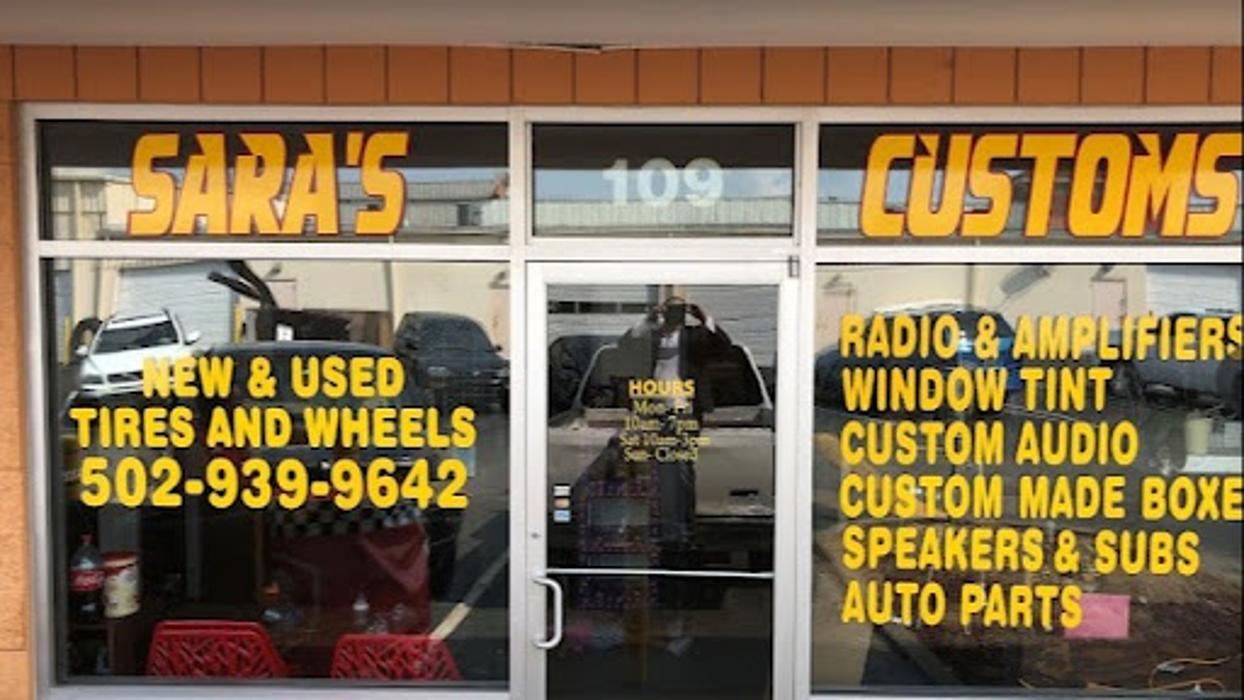 SARA'S
109
CUSTOMS
NEW & USED
TIRES AND WHEELS
502-939-9642
HOURS
Mon-Fri
10am-7pm
Sat 10am-3pm
Sun-Closed
RADIO & AMPLIFIERS
WINDOW TINT
CUSTOM AUDIO
CUSTOM MADE BOXE
SPEAKERS & SUBS
AUTO PARTS